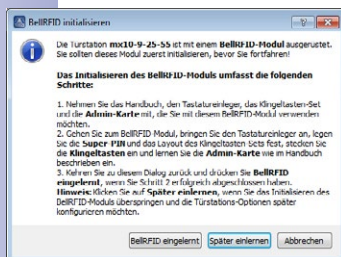 BellRFID initialisieren
Die Türstation mx10-9-25-55 ist mit einem BellRFID-Modul ausgerüstet.
Sie sollten dieses Modul zuerst initialisieren, bevor Sie fortfahren!
Das Initialisieren des BellRFID-Moduls umfasst die folgenden
Schritte:
1. Nehmen Sie das Handbuch, den Tastatureinleger, das Klingeltasten-Set
und die Admin-Karte mit, die Sie mit diesem BellRFID-Modul verwenden
möchten.
2. Gehen Sie zum BellRFID-Modul, bringen Sie den Tastatureinleger an, legen
Sie die Super-PIN und das Layout des Klingeltasten-Sets fest, stecken Sie
die Klingeltasten ein und lernen Sie die Admin-Karte wie im Handbuch
beschrieben ein.
3. Kehren Sie zu diesem Dialog zurück und drücken Sie BellRFID
eingelernt, wenn Sie Schritt 2 erfolgreich abgeschlossen haben.
Hinweis: Klicken Sie auf Später einlernen, wenn Sie das Initialisieren des
BellRFID-Moduls überspringen und die Türstations-Optionen später
konfigurieren möchten.
BellRFID eingelernt Später einlernen Abbrechen